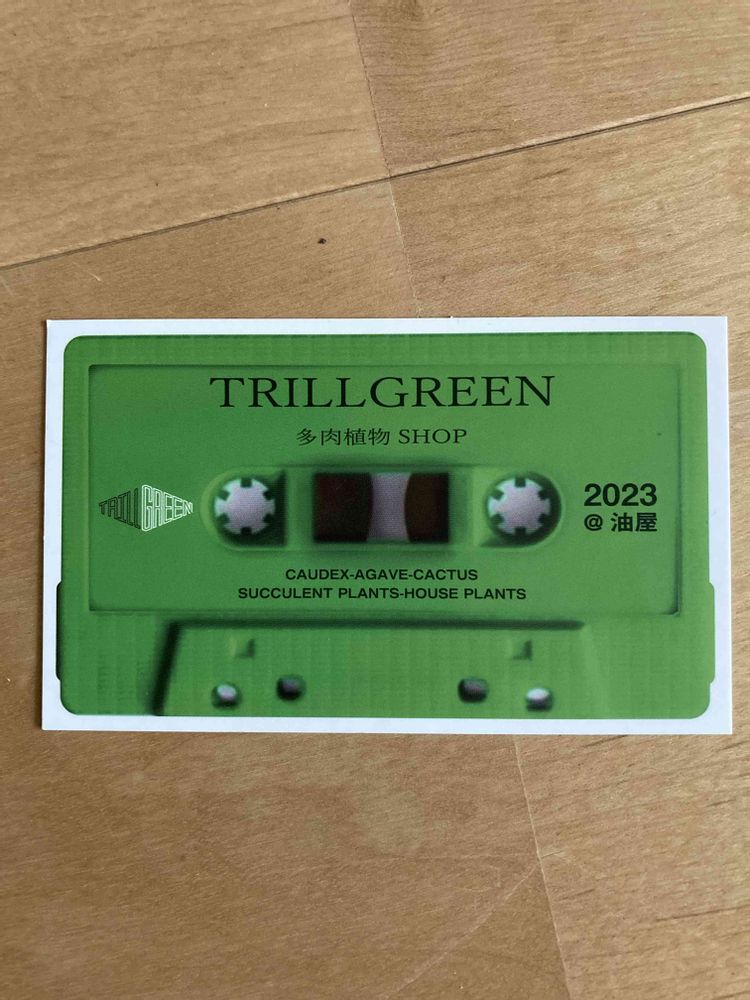 TRILLGREEN
多肉植物 SHOP
TRILLGREEN
2023
@ 油屋
CAUDEX-AGAVE-CACTUS
SUCCULENT PLANTS-HOUSE PLANTS